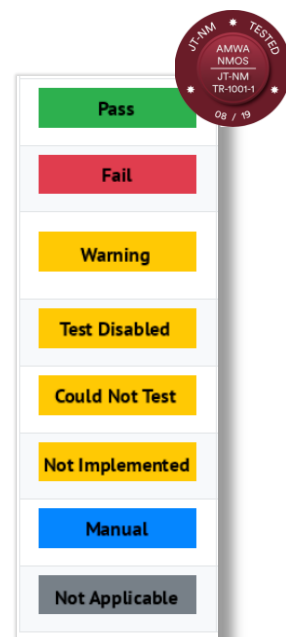 JT-NM TESTED
AMWA
NMOS
JT-NM
TR-1001-1
08 / 19
Pass
Fail
Warning
Test Disabled
Could Not Test
Not Implemented
Manual
Not Applicable